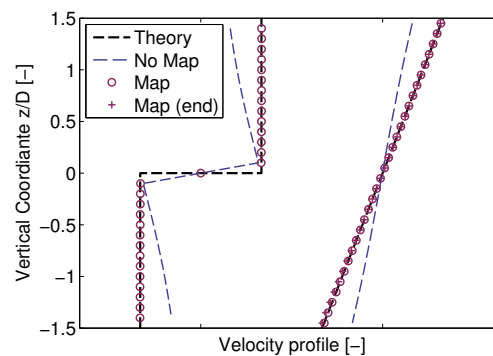 1.5
1
0.5
0
-0.5
-1
-1.5
Vertical Coordiante z/D [-]
Velocity profile [-]
Theory
No Map
Map
Map (end)